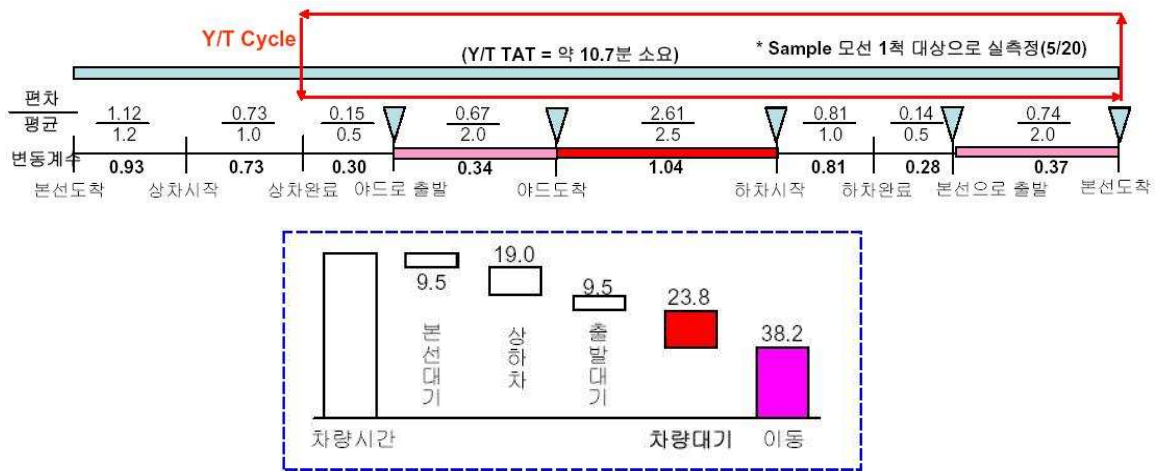 Y/T Cycle
(Y/T TAT = 약 10.7분 소요)
* Sample 모선 1척 대상으로 실측정(5/20)
편차 1.12 0.73 0.15 0.67 2.61 0.81 0.14 0.74
평균 1.2 1.0 0.5 2.0 2.5 1.0 0.5 2.0
변동계수 0.93 0.73 0.30 0.34 1.04 0.81 0.28 0.37
본선도착 상차시작 상차완료 야드로 출발 야드도착 하차시작 하차완료 본선으로 출발 본선도착
19.0
9.5 9.5 23.8
38.2
본선대기
상하차
출발대기
차량시간 차량대기 이동